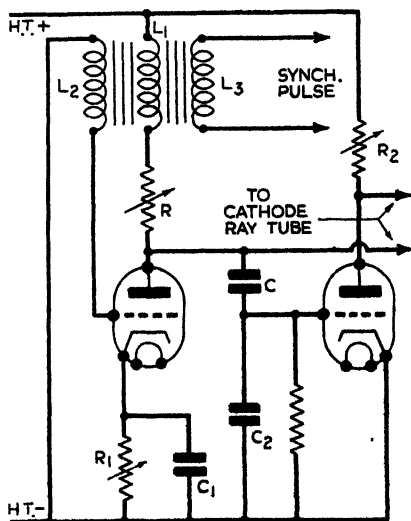 H.T.+
L₁
L₂
L₃
SYNCH.
PULSE
R₂
R
TO
CATHODE
RAY TUBE
C
C₂
R₁
C₁
H.T.-